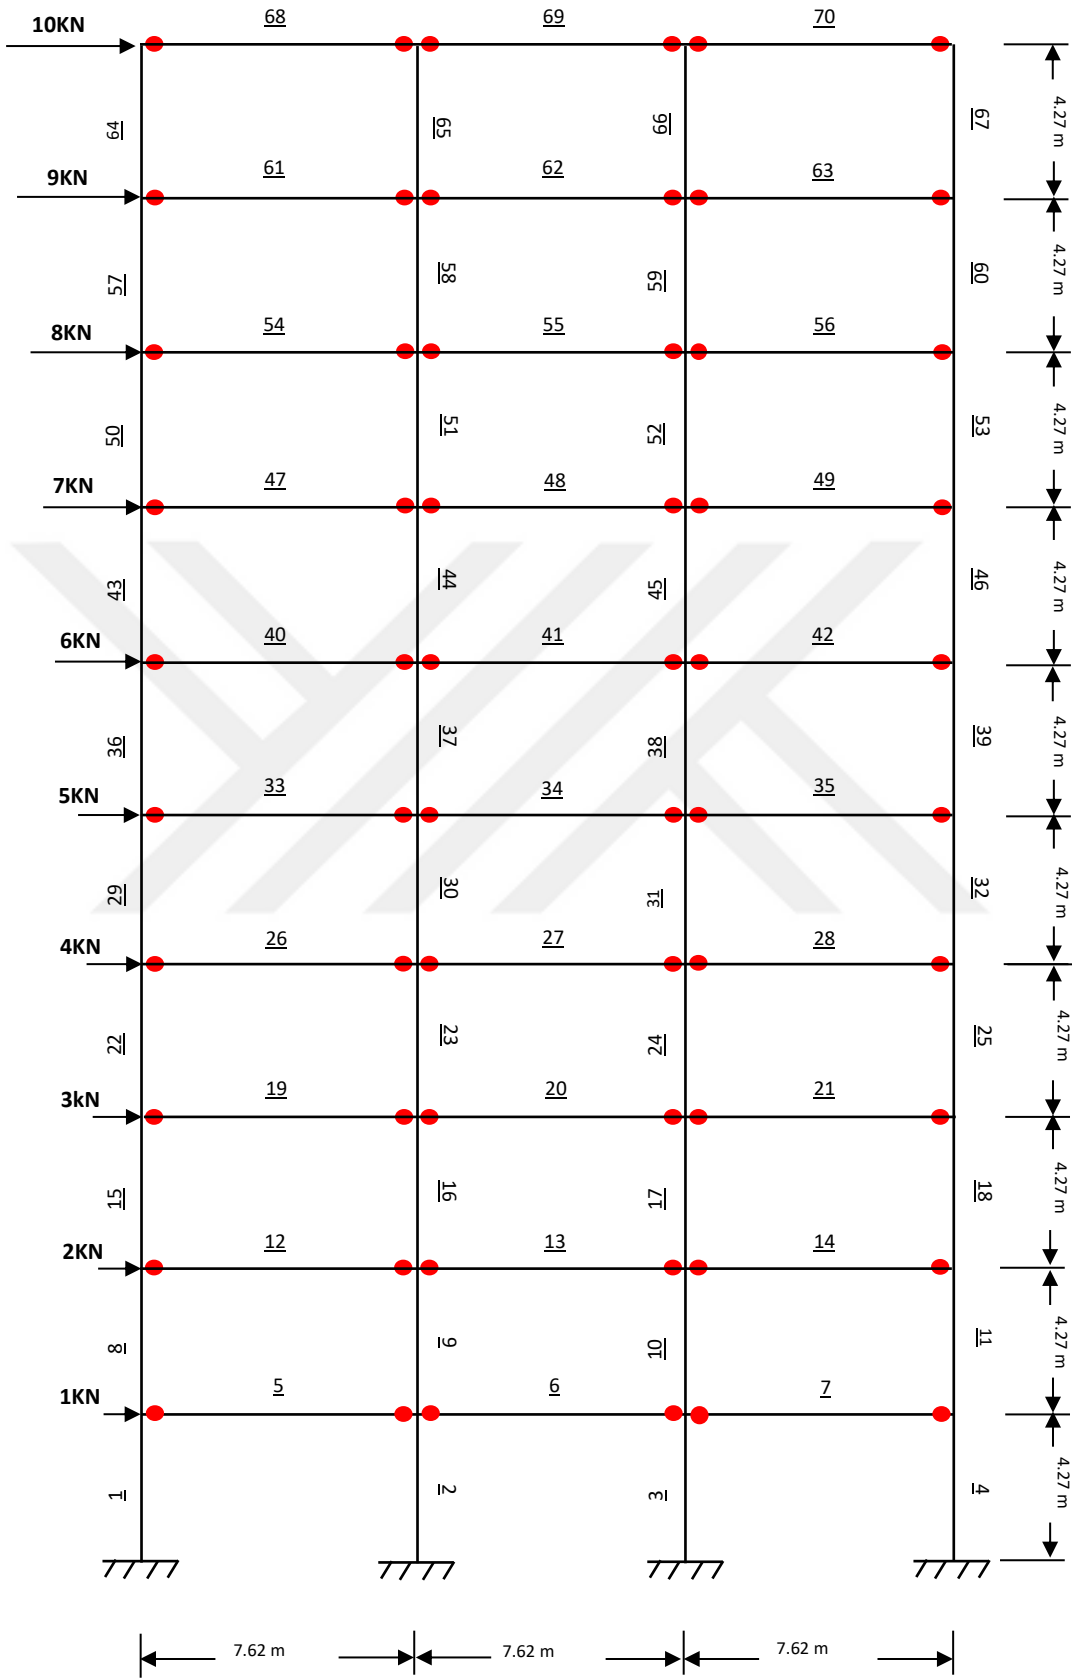 10KN
68 69 70
64 65 66 67
4.27 m
9KN
61 62 63
57 58 59 60
4.27 m
8KN
54 55 56
50 51 52 53
4.27 m
7KN
47 48 49
43 44 45 46
4.27 m
6KN
40 41 42
36 37 38 39
4.27 m
5KN
33 34 35
29 30 31 32
4.27 m
4KN
26 27 28
22 23 24 25
4.27 m
3kN
19 20 21
15 16 17 18
4.27 m
2KN
12 13 14
8 9 10 11
4.27 m
1KN
5 6 7
1 2 3 4
4.27 m
7.62 m 7.62 m 7.62 m